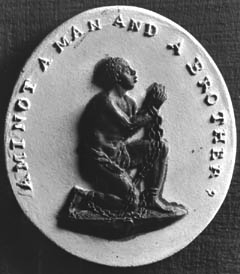 AM I NOT A MAN AND A BROTHER?